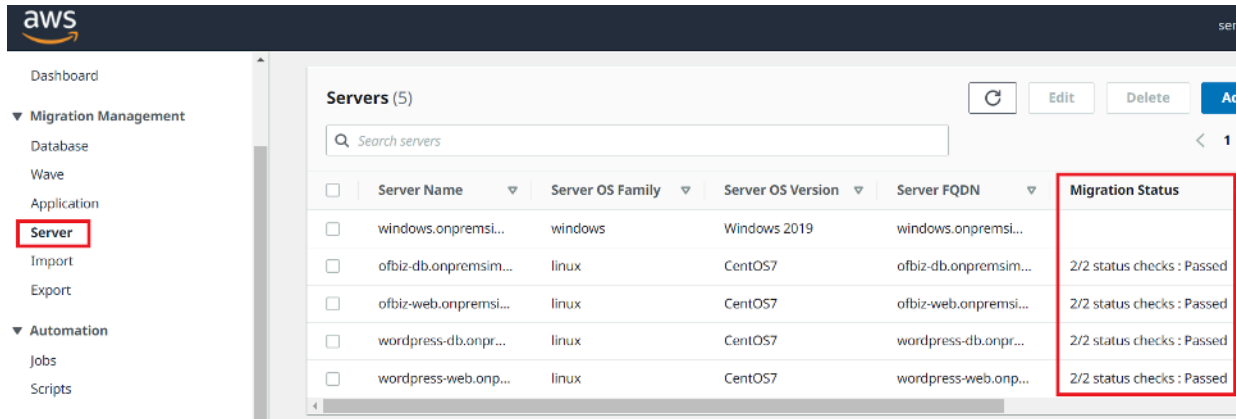 aws
ser
Dashboard
Migration Management
Database
Wave
Application
Server
Import
Export
Automation
Jobs
Scripts
Servers (5)
Edit
Delete
Ad
Search servers
1
Server Name Server OS Family Server OS Version Server FQDN Migration Status
windows.onpremsi... windows Windows 2019 windows.onpremsi...
ofbiz-db.onpremsim... linux CentOS7 ofbiz-db.onpremsim... 2/2 status checks : Passed
ofbiz-web.onpremsi... linux CentOS7 ofbiz-web.onpremsi... 2/2 status checks : Passed
wordpress-db.onpr... linux CentOS7 wordpress-db.onpr... 2/2 status checks : Passed
wordpress-web.onp... linux CentOS7 wordpress-web.onp... 2/2 status checks : Passed